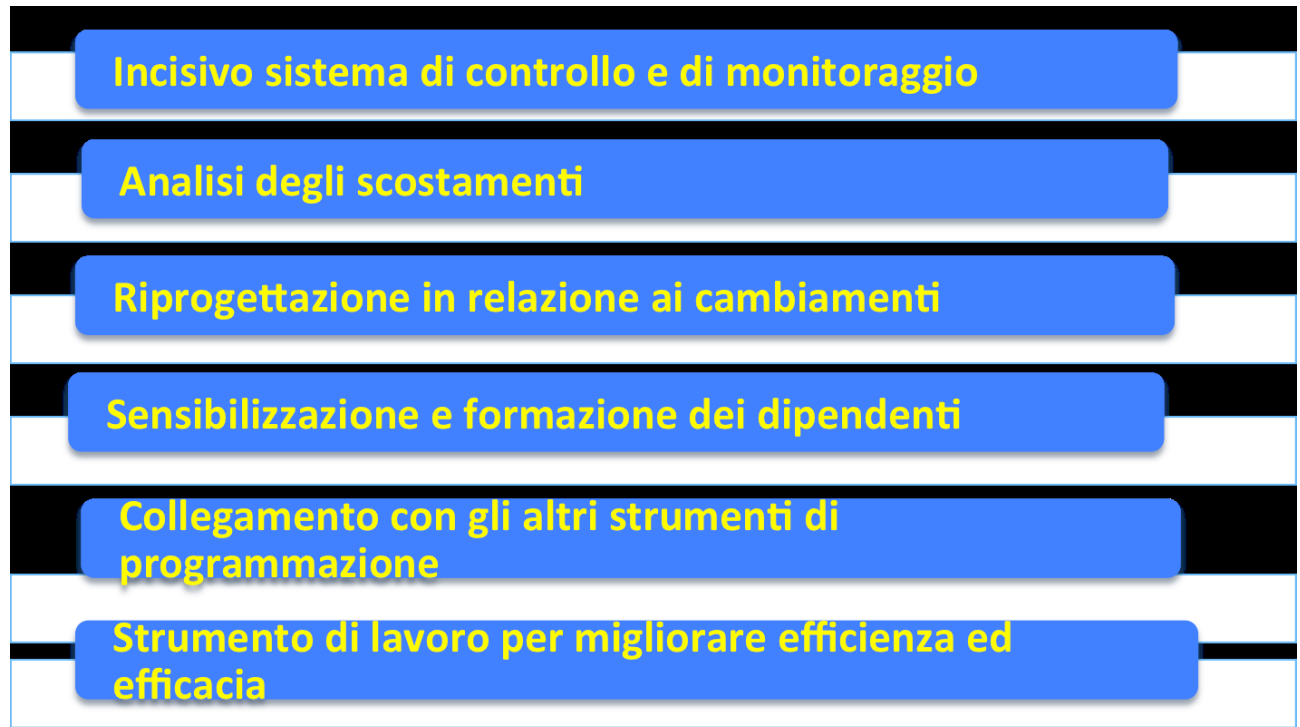 Incisivo sistema di controllo e di monitoraggio
Analisi degli scostamenti
Riprogettazione in relazione ai cambiamenti
Sensibilizzazione e formazione dei dipendenti
Collegamento con gli altri strumenti di
programmazione
Strumento di lavoro per migliorare efficienza ed
efficacia